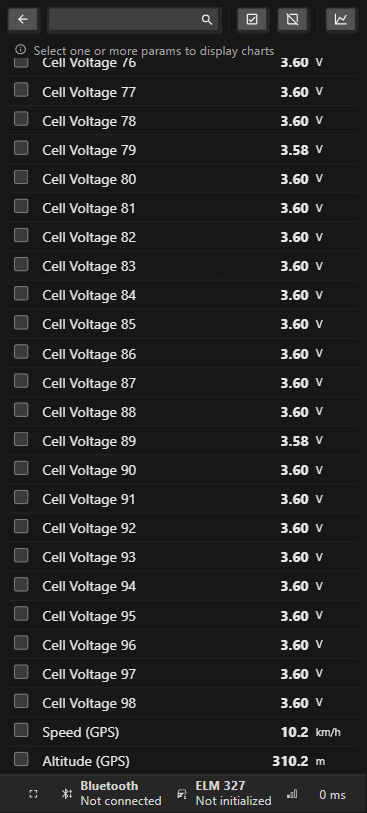 Select one or more params to display charts
Cell Voltage 76 3.60 V
Cell Voltage 77 3.60 V
Cell Voltage 78 3.60 V
Cell Voltage 79 3.58 V
Cell Voltage 80 3.60 V
Cell Voltage 81 3.60 V
Cell Voltage 82 3.60 V
Cell Voltage 83 3.60 V
Cell Voltage 84 3.60 V
Cell Voltage 85 3.60 V
Cell Voltage 86 3.60 V
Cell Voltage 87 3.60 V
Cell Voltage 88 3.60 V
Cell Voltage 89 3.58 V
Cell Voltage 90 3.60 V
Cell Voltage 91 3.60 V
Cell Voltage 92 3.60 V
Cell Voltage 93 3.60 V
Cell Voltage 94 3.60 V
Cell Voltage 95 3.60 V
Cell Voltage 96 3.60 V
Cell Voltage 97 3.60 V
Cell Voltage 98 3.60 V
Speed (GPS) 10.2 km/h
Altitude (GPS) 310.2 m
Bluetooth ELM 327
Not connected Not initialized 0 ms